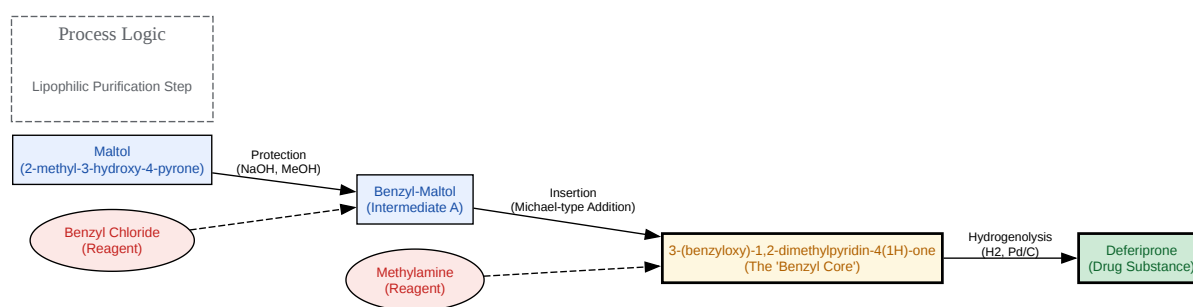 Process Logic
Lipophilic Purification Step
Maltol
(2-methyl-3-hydroxy-4-pyrone)
Protection
(NaOH, MeOH)
Benzyl Chloride
(Reagent)
Benzyl-Maltol
(Intermediate A)
Insertion
(Michael-type Addition)
Methylamine
(Reagent)
3-(benzyloxy)-1,2-dimethylpyridin-4(1H)-one
(The 'Benzyl Core')
Hydrogenolysis
(H2, Pd/C)
Deferiprone
(Drug Substance)